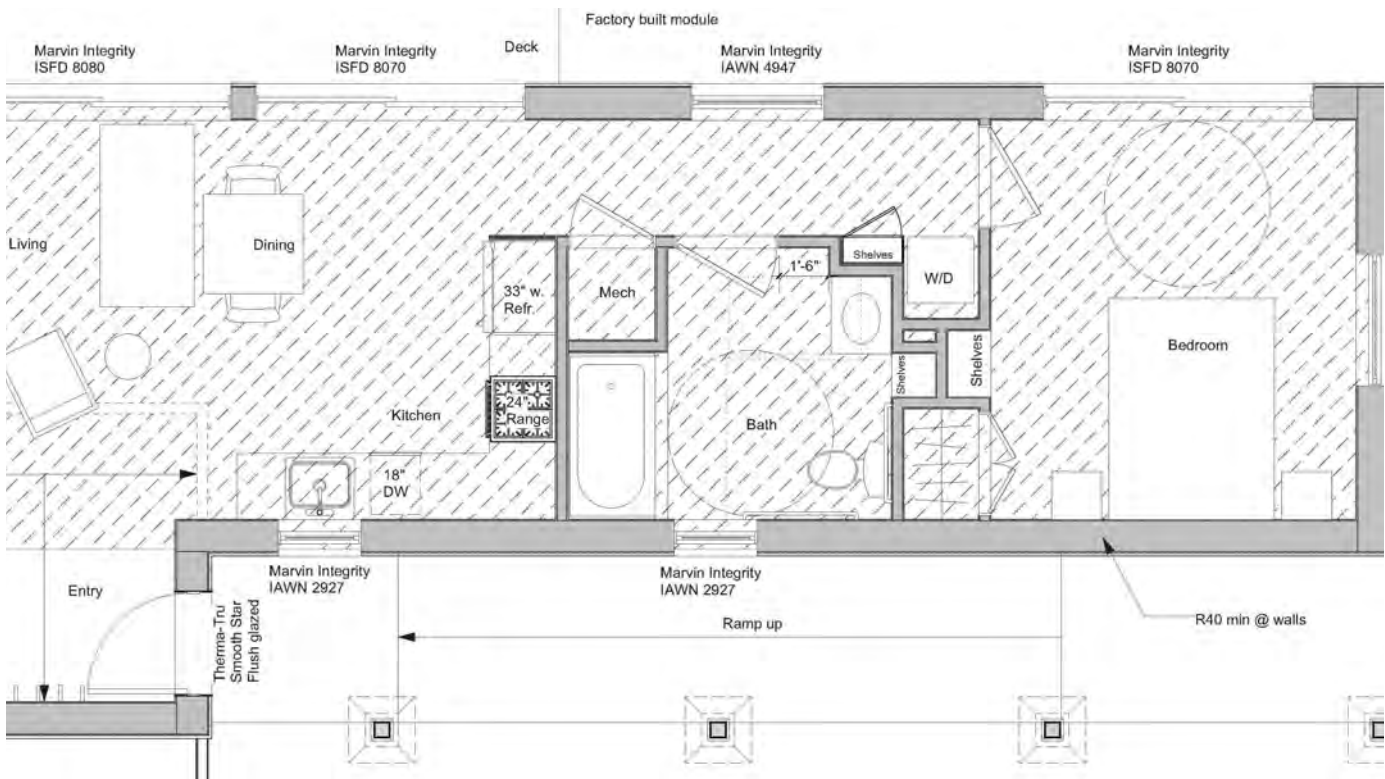 Factory built module
Marvin Integrity
ISFD 8080
Marvin Integrity
ISFD 8070
Deck
Marvin Integrity
IAWN 4947
Marvin Integrity
ISFD 8070
Living
Dining
33" w.
Refr.
Mech
1'-6"
Shelves
W/D
Shelves
Shelves
Bedroom
Kitchen
24"
Range
Bath
18"
DW
Marvin Integrity
IAWN 2927
Marvin Integrity
IAWN 2927
Entry
Therma-Tru
Smooth Star
Flush glazed
Ramp up
R40 min @ walls